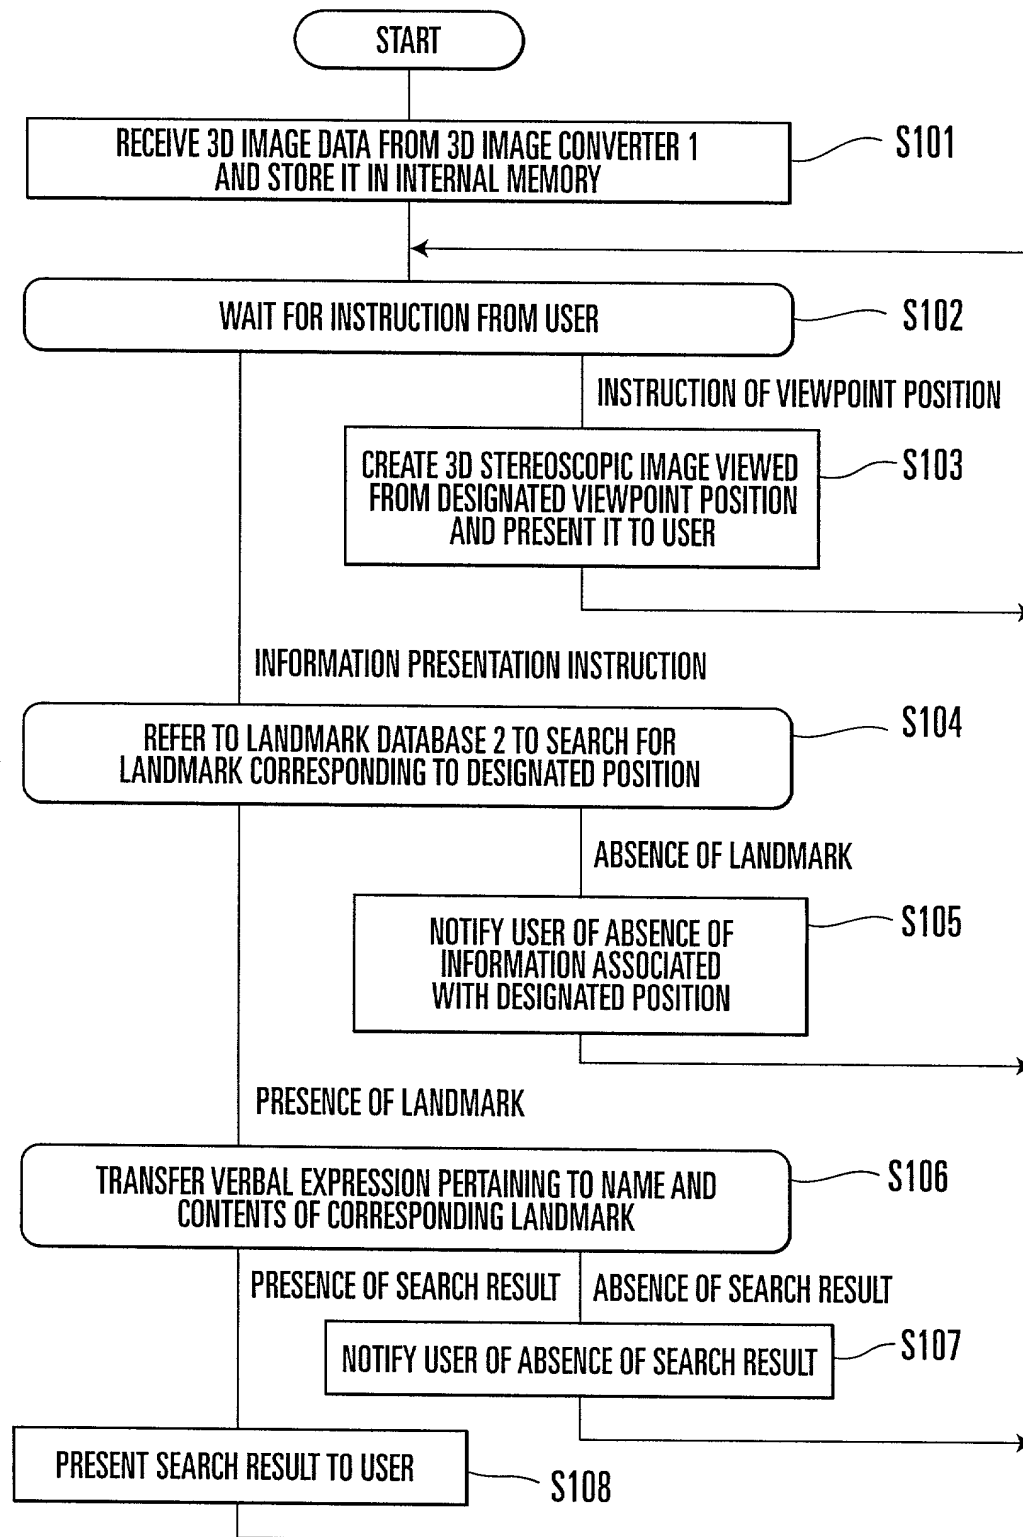 START
RECEIVE 3D IMAGE DATA FROM 3D IMAGE CONVERTER 1
AND STORE IT IN INTERNAL MEMORY
S101
WAIT FOR INSTRUCTION FROM USER
S102
INSTRUCTION OF VIEWPOINT POSITION
CREATE 3D STEREOSCOPIC IMAGE VIEWED
FROM DESIGNATED VIEWPOINT POSITION
AND PRESENT IT TO USER
S103
INFORMATION PRESENTATION INSTRUCTION
REFER TO LANDMARK DATABASE 2 TO SEARCH FOR
LANDMARK CORRESPONDING TO DESIGNATED POSITION
S104
ABSENCE OF LANDMARK
NOTIFY USER OF ABSENCE OF
INFORMATION ASSOCIATED
WITH DESIGNATED POSITION
S105
PRESENCE OF LANDMARK
TRANSFER VERBAL EXPRESSION PERTAINING TO NAME AND
CONTENTS OF CORRESPONDING LANDMARK
S106
PRESENCE OF SEARCH RESULT
ABSENCE OF SEARCH RESULT
NOTIFY USER OF ABSENCE OF SEARCH RESULT
S107
PRESENT SEARCH RESULT TO USER
S108